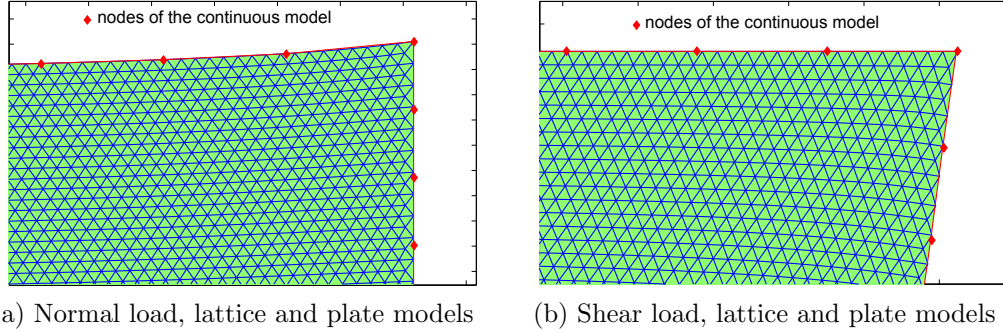 nodes of the continuous model
nodes of the continuous model
a) Normal load, lattice and plate models
(b) Shear load, lattice and plate models